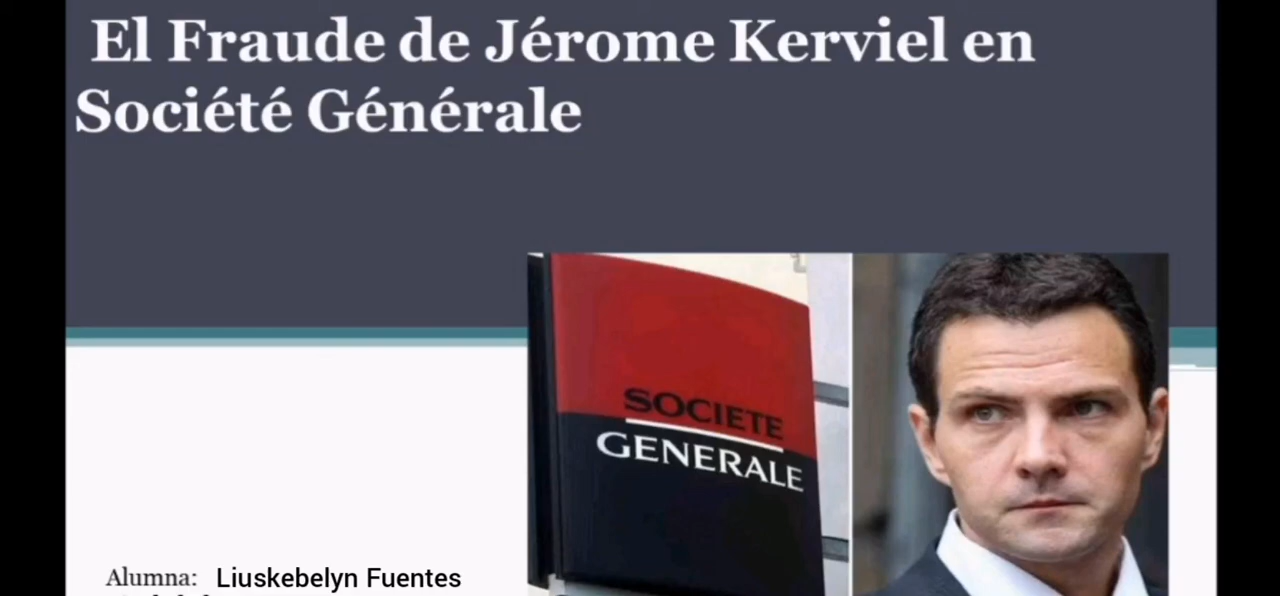 El Fraude de Jérome Kerviel en
Société Générale
SOCIETE
GENERALE
Alumna: Liuskebelyn Fuentes